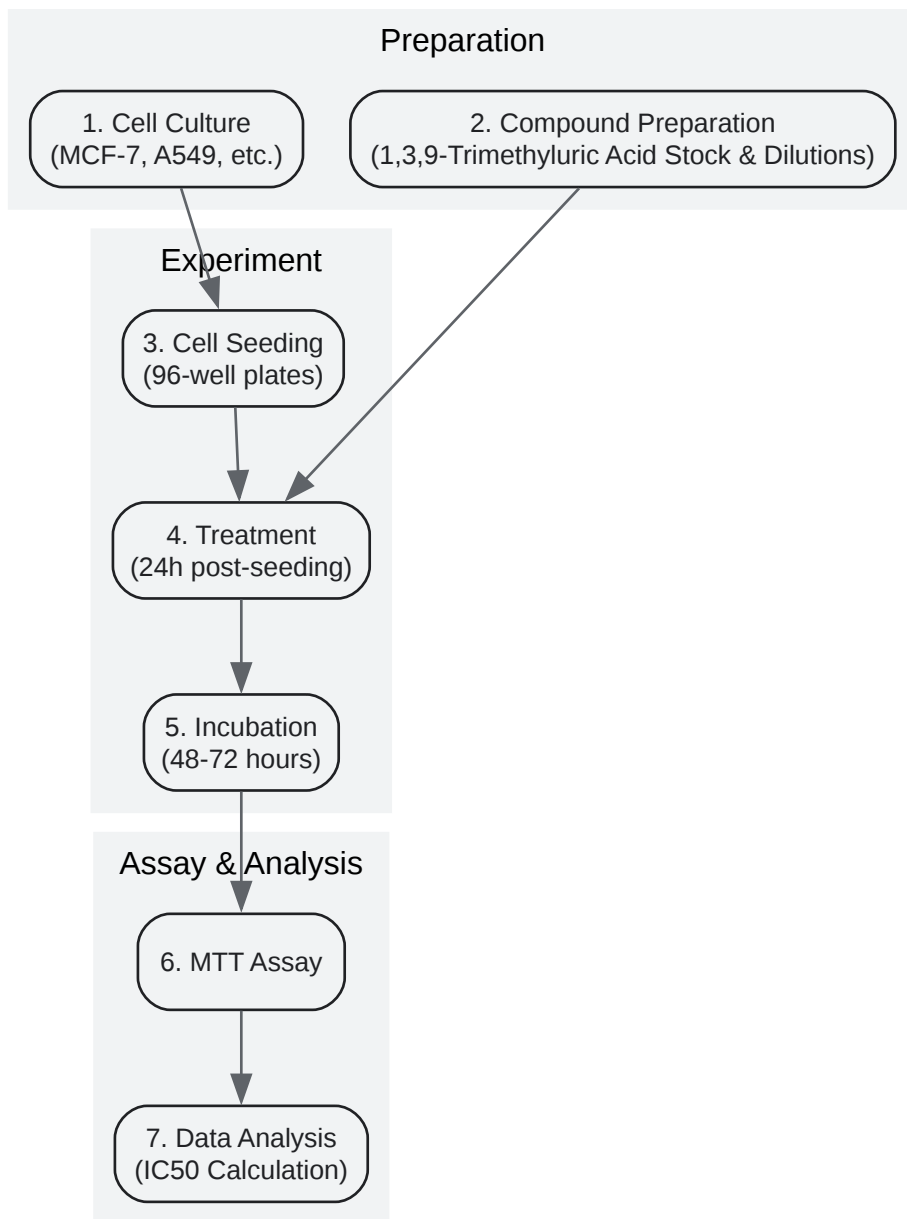 Preparation
1. Cell Culture
(MCF-7, A549, etc.)
2. Compound Preparation
(1,3,9-Trimethyluric Acid Stock & Dilutions)
Experiment
3. Cell Seeding
(96-well plates)
4. Treatment
(24h post-seeding)
5. Incubation
(48-72 hours)
Assay & Analysis
6. MTT Assay
7. Data Analysis
(IC50 Calculation)